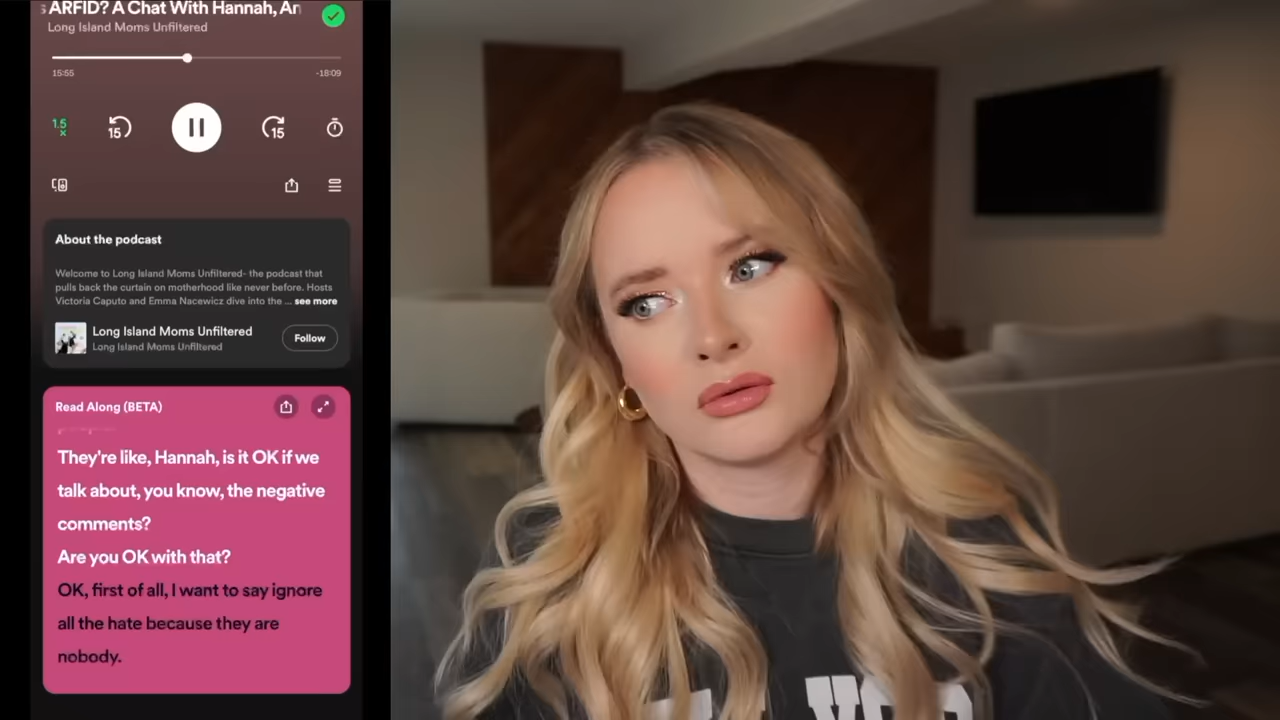 ARFID? A Chat With Hannah, An
Long Island Moms Unfiltered
15:55
-18:09
1.5
x
15
15
About the podcast
Welcome to Long Island Moms Unfiltered- the podcast that
pulls back the curtain on motherhood like never before. Hosts
Victoria Caputo and Emma Nacewicz dive into the ... see more
Long Island Moms Unfiltered
Long Island Moms Unfiltered
Follow
Read Along (BETA)
They're like, Hannah, is it OK if we
talk about, you know, the negative
comments?
Are you OK with that?
OK, first of all, I want to say ignore
all the hate because they are
nobody.